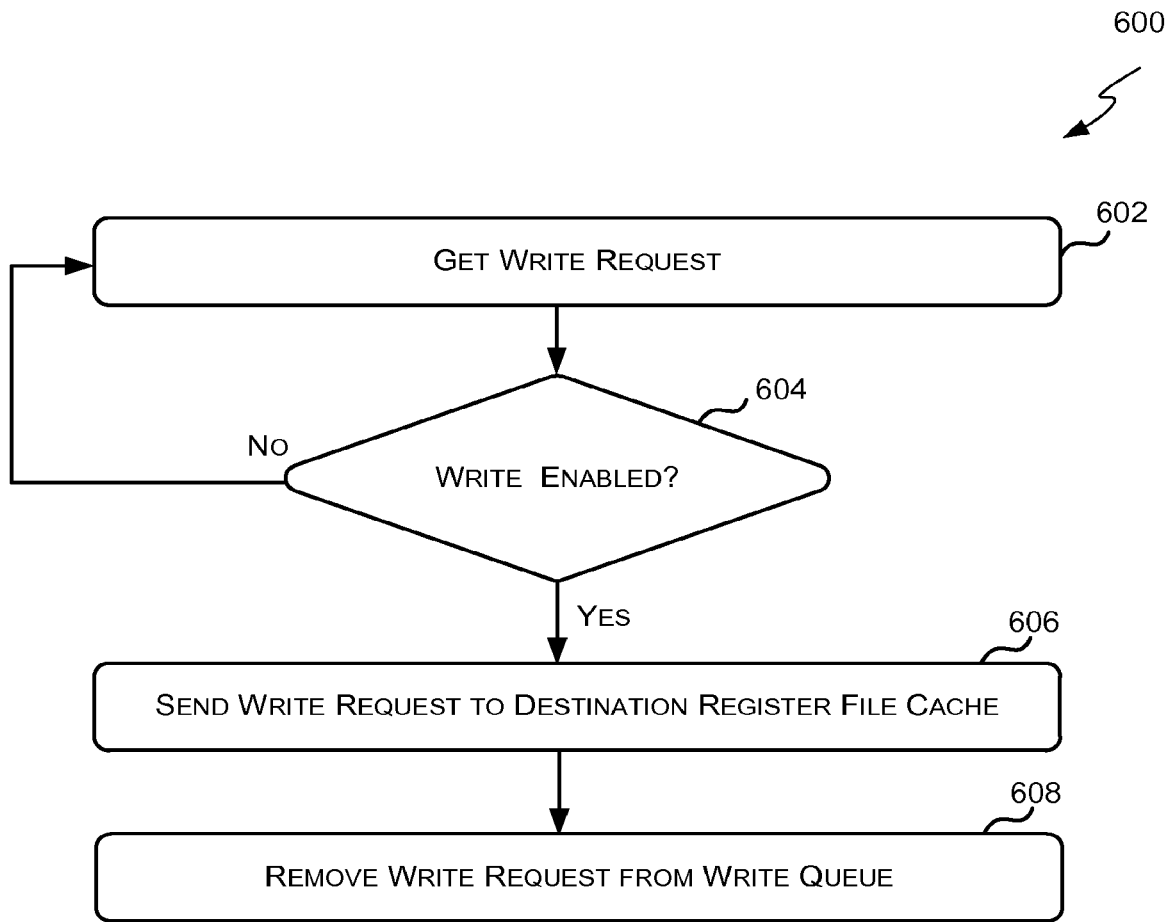 600
602
GET WRITE REQUEST
604
NO
WRITE ENABLED?
YES
606
SEND WRITE REQUEST TO DESTINATION REGISTER FILE CACHE
608
REMOVE WRITE REQUEST FROM WRITE QUEUE